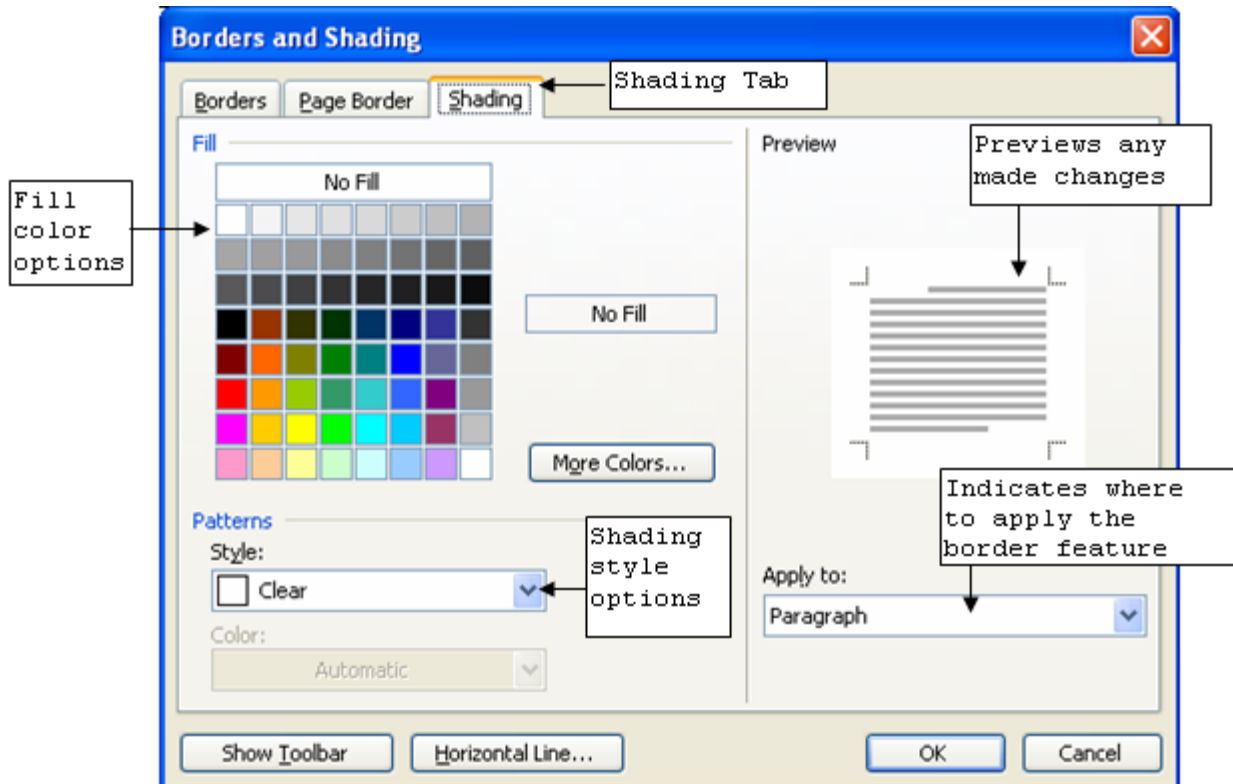 Borders and Shading
Shading Tab
Borders
Page Border
Shading
Fill
Preview
Previews any
made changes
No Fill
Fill
color
options
No Fill
More Colors...
Indicates where
to apply the
border feature
Patterns
Style:
Clear
Shading
style
options
Apply to:
Paragraph
Color:
Automatic
Show Toolbar
Horizontal Line...
OK
Cancel